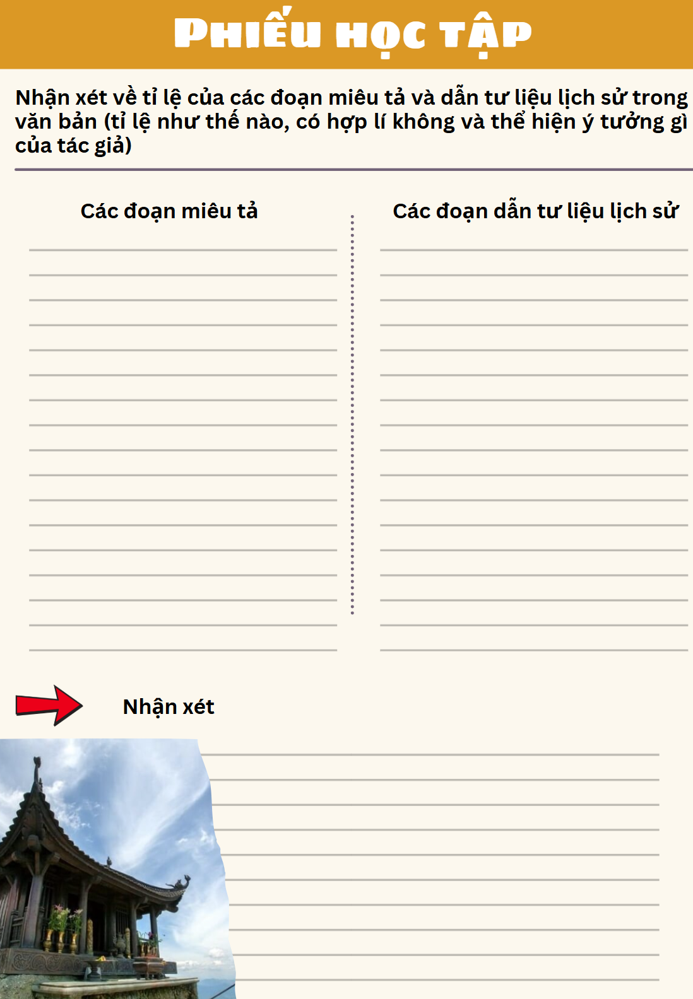 Phiếu học tập
Nhận xét về tỉ lệ của các đoạn miêu tả và dẫn tư liệu lịch sử trong
văn bản (tỉ lệ như thế nào, có hợp lí không và thể hiện ý tưởng gì
của tác giả)
Các đoạn miêu tả
Các đoạn dẫn tư liệu lịch sử
Nhận xét